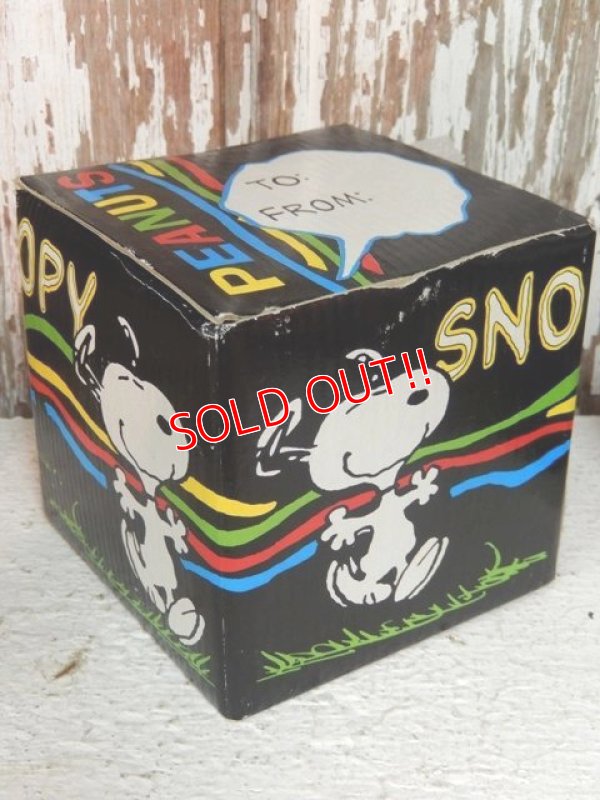 PEANUTS
TO:
FROM:
OPY
SNO
SOLD OUT!!